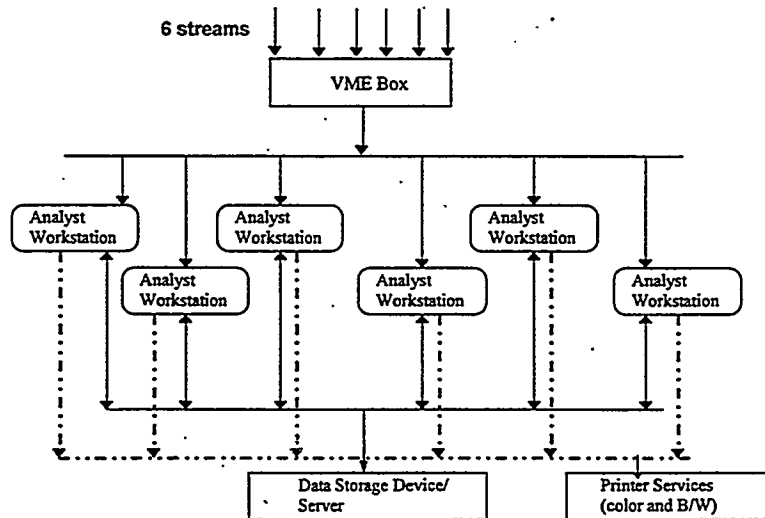 6 streams
VME Box
Analyst
Workstation
Analyst
Workstation
Analyst
Workstation
Analyst
Workstation
Analyst
Workstation
Analyst
Workstation
Data Storage Device/
Server
Printer Services
(color and B/W)